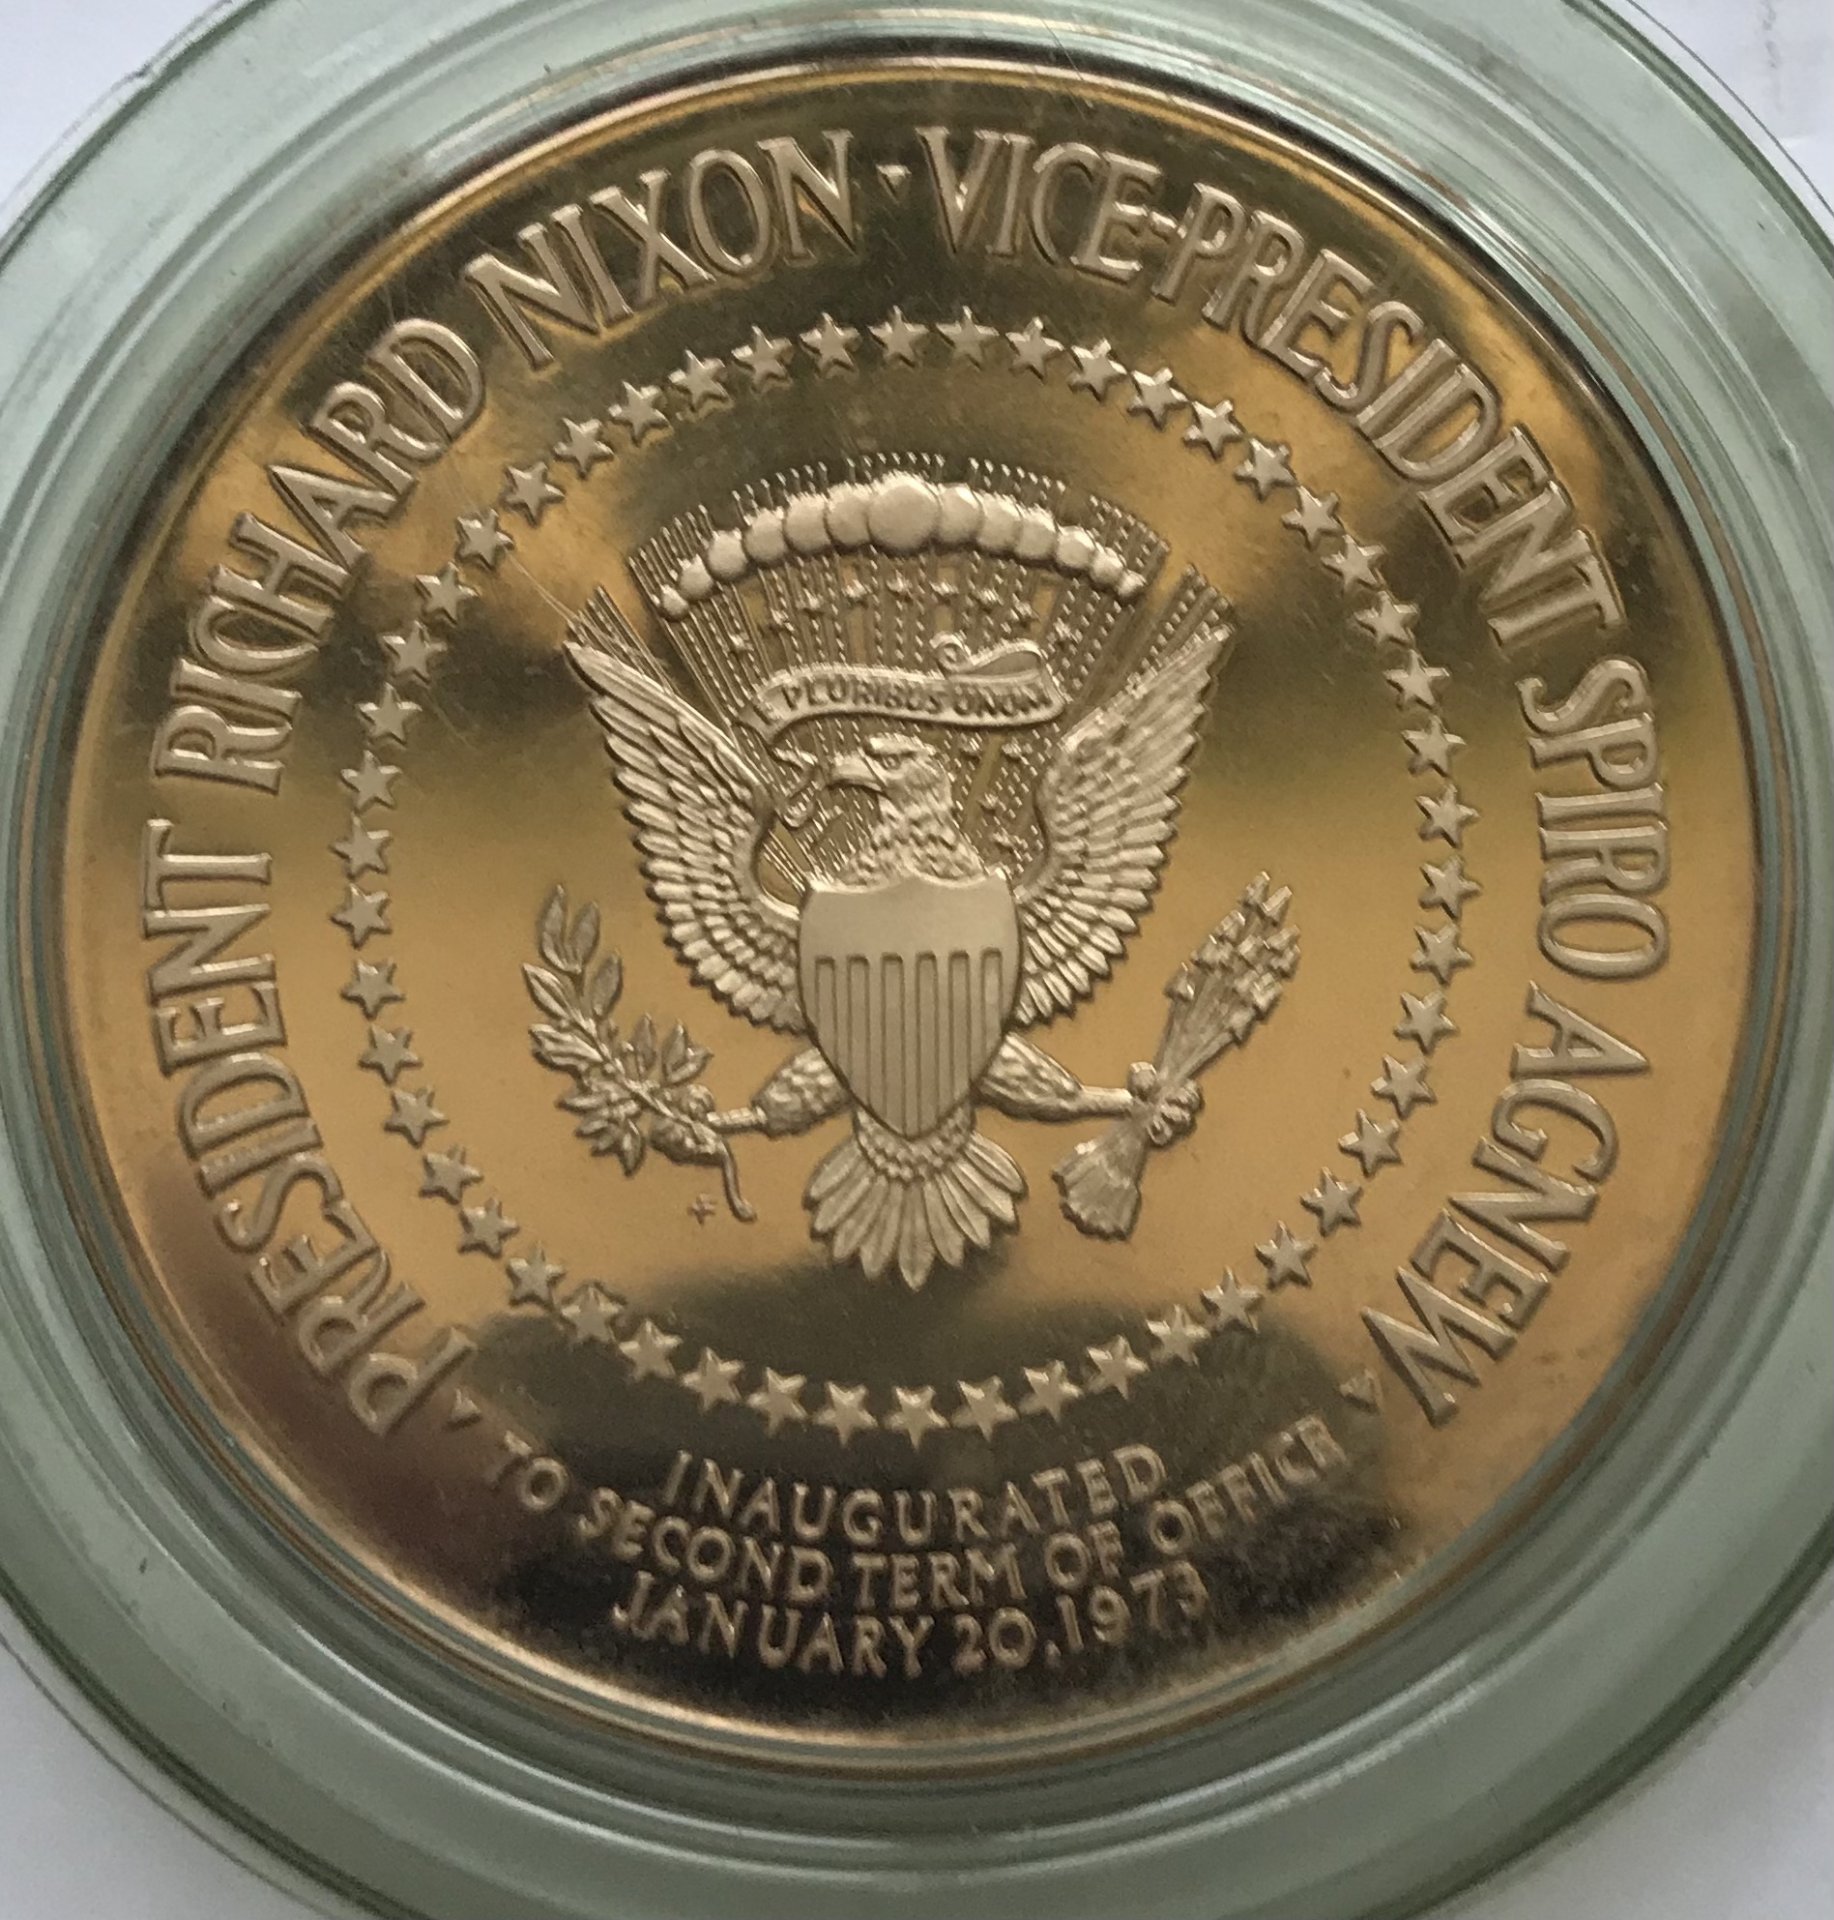 PRESIDENT RICHARD NIXON · VICE-PRESIDENT SPIRO AGNEW
E PLURIBUS UNUM
INAUGURATED
TO SECOND TERM OF OFFICE
JANUARY 20, 1973